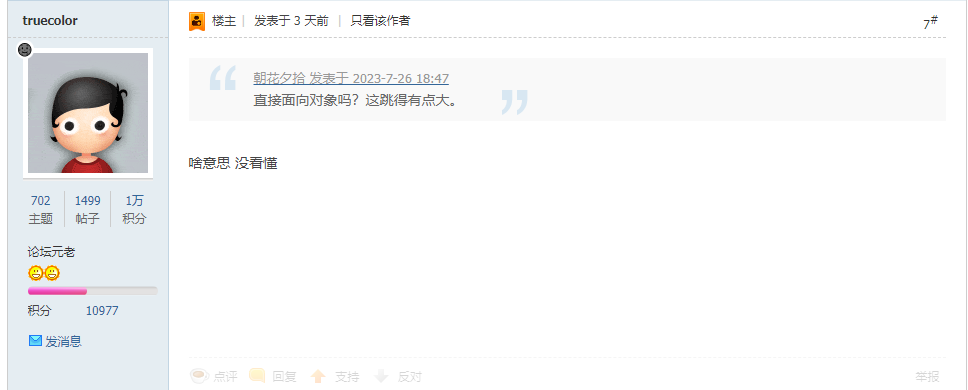 truecolor
楼主| 发表于 3 天前 | 只看该作者
7#
朝花夕拾 发表于 2023-7-26 18:47
直接面向对象吗？这跳得有点大。
啥意思 没看懂
702 1499 1万
主题 帖子 积分
论坛元老
积分 10977
发消息
点评 回复 支持 反对 举报